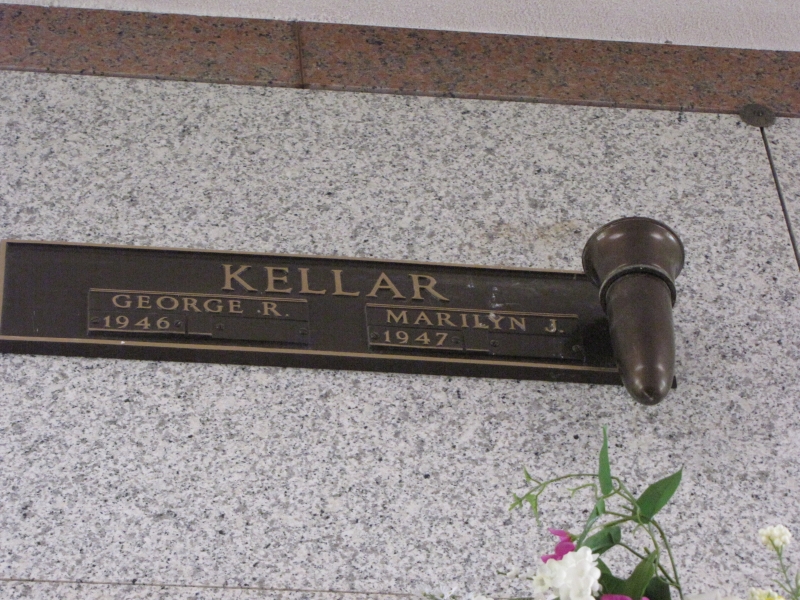 KELLAR
GEORGE R.
1946
MARILYN J.
1947